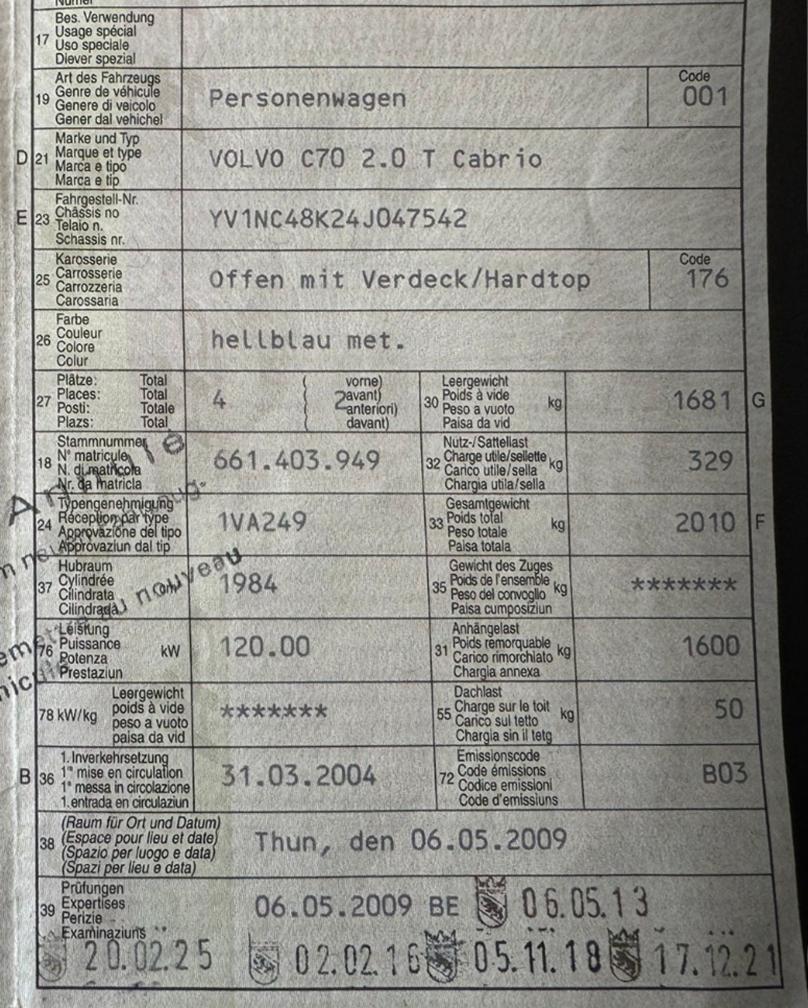 17 Bes. Verwendung
Usage spécial
Uso speciale
Diever spezial
19 Art des Fahrzeugs
Genre de véhicule
Genere di veicolo
Gener dal vehichel
Personenwagen
Code
001
D 21 Marke und Typ
Marque et type
Marca e tipo
Marca e tip
VOLVO C70 2.0 T Cabrio
E 23 Fahrgestell-Nr.
Châssis no
Telaio n.
Schassis nr.
YV1NC48K24J047542
25 Karosserie
Carrosserie
Carrozzeria
Carossaria
Offen mit Verdeck/Hardtop
Code
176
26 Farbe
Couleur
Colore
Colur
hellblau met.
27 Plätze: Total
Places: Total
Posti: Totale
Plazs: Total
4
( vorne)
2 avant)
anteriori)
( davant)
30 Leergewicht
Poids à vide
Peso a vuoto
Paisa da vid
kg
1681 G
18 Stammnummer
N° matricule
N. di matricola
Nr. da matricla
661.403.949
32 Nutz-/Sattellast
Charge utile/sellette
Carico utile/sella
Chargia utila/sella
kg
329
24 Typengenehmigung
Réception par type
Approvazione del tipo
Approvaziun dal tip
1VA249
33 Gesamtgewicht
Poids total
Peso totale
Paisa totala
kg
2010 F
37 Hubraum
Cylindrée
Cilindrata
Cilindrada
cm³
1984
35 Gewicht des Zuges
Poids de l'ensemble
Peso del convoglio
Paisa cumposiziun
kg
*******
76 Leistung
Puissance
Potenza
Prestaziun
kW
120.00
31 Anhängelast
Poids remorquable
Carico rimorchiato
Chargia annexa
kg
1600
78 kW/kg
Leergewicht
poids à vide
peso a vuoto
paisa da vid
*******
55 Dachlast
Charge sur le toit
Carico sul tetto
Chargia sin il tetg
kg
50
B 36 1. Inverkehrsetzung
1re mise en circulation
1a messa in circolazione
1. entrada en circulaziun
31.03.2004
72 Emissionscode
Code émissions
Codice emissioni
Code d'emissiuns
B03
38 (Raum für Ort und Datum)
(Espace pour lieu et date)
(Spazio per luogo e data)
(Spazi per lieu e data)
Thun, den 06.05.2009
39 Prüfungen
Expertises
Perizie
Examinaziuns
06.05.2009 BE 06.05.13
20.02.25 02.02.16 05.11.18 17.12.21
nouveau